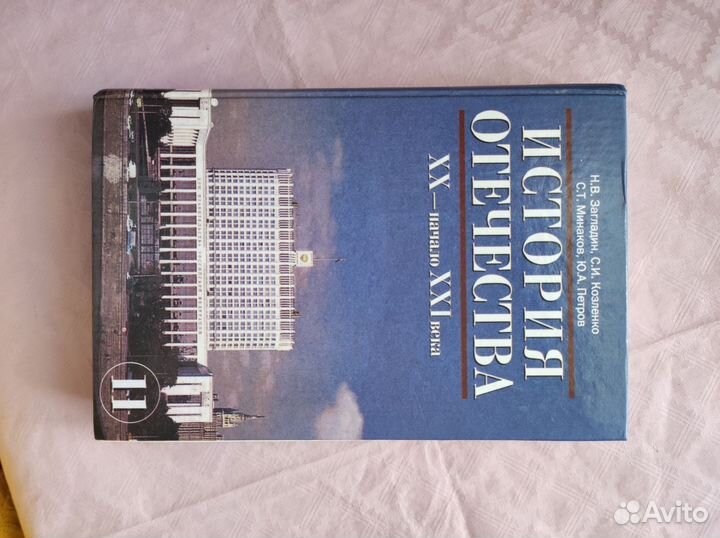 Н.В. Загладин, С.И. Козленко
С.Т. Минаков, Ю.А. Петров
ИСТОРИЯ
ОТЕЧЕСТВА
XX — начало XXI века
11
Avito